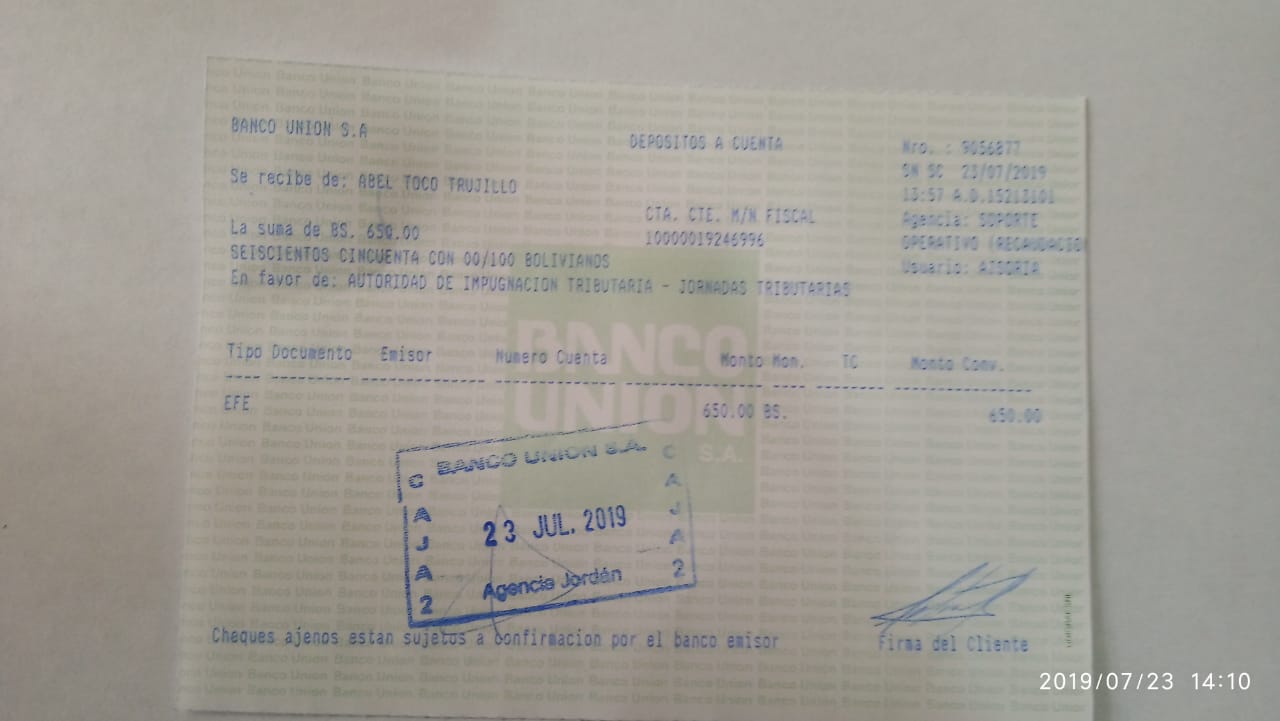 BANCO UNION S.A
DEPOSITOS A CUENTA
Nro. : 9056877
SN SC 23/07/2019
13:57 A.D.15213101
Agencia: SOPORTE
OPERATIVO (RECAUDACIO
Usuario: AZSORIA
Se recibe de: ABEL TOCO TRUJILLO
CTA. CTE. M/N FISCAL
10000019246996
La suma de BS. 650.00
SEISCIENTOS CINCUENTA CON 00/100 BOLIVIANOS
En favor de: AUTORIDAD DE IMPUGNACION TRIBUTARIA - JORNADAS TRIBUTARIAS
Tipo Documento Emisor Numero Cuenta Monto Mon. TC Monto Conv.
EFE 650.00 BS. 650.00
BANCO UNION S.A.
BANCO UNION S.A.
CAJA 2
23 JUL. 2019
CAJA 2
Agencia Jordán
Cheques ajenos estan sujetos a confirmacion por el banco emisor
Firma del Cliente
2019/07/23 14:10